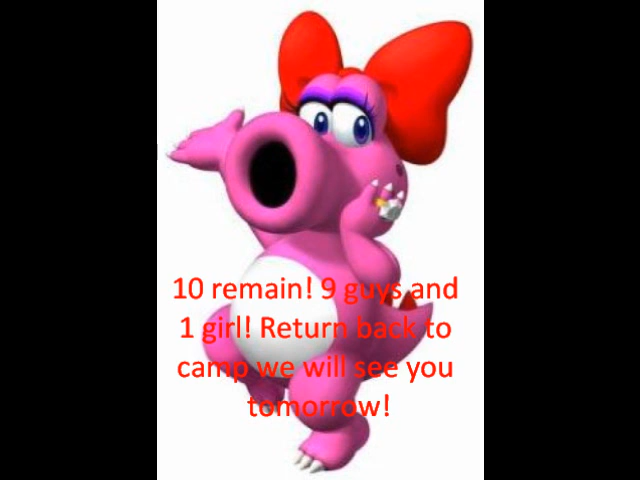 10 remain! 9 guys and
1 girl! Return back to
camp we will see you
tomorrow!